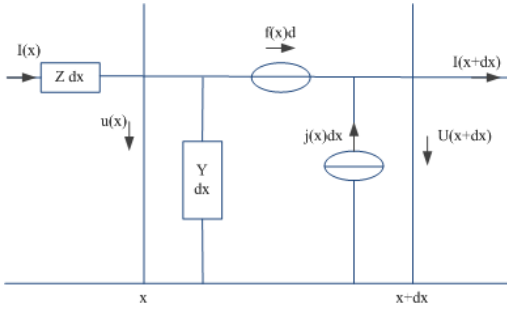 f(x)d
I(x)
I(x+dx)
Z dx
u(x)
j(x)dx
U(x+dx)
Y
dx
x
x+dx